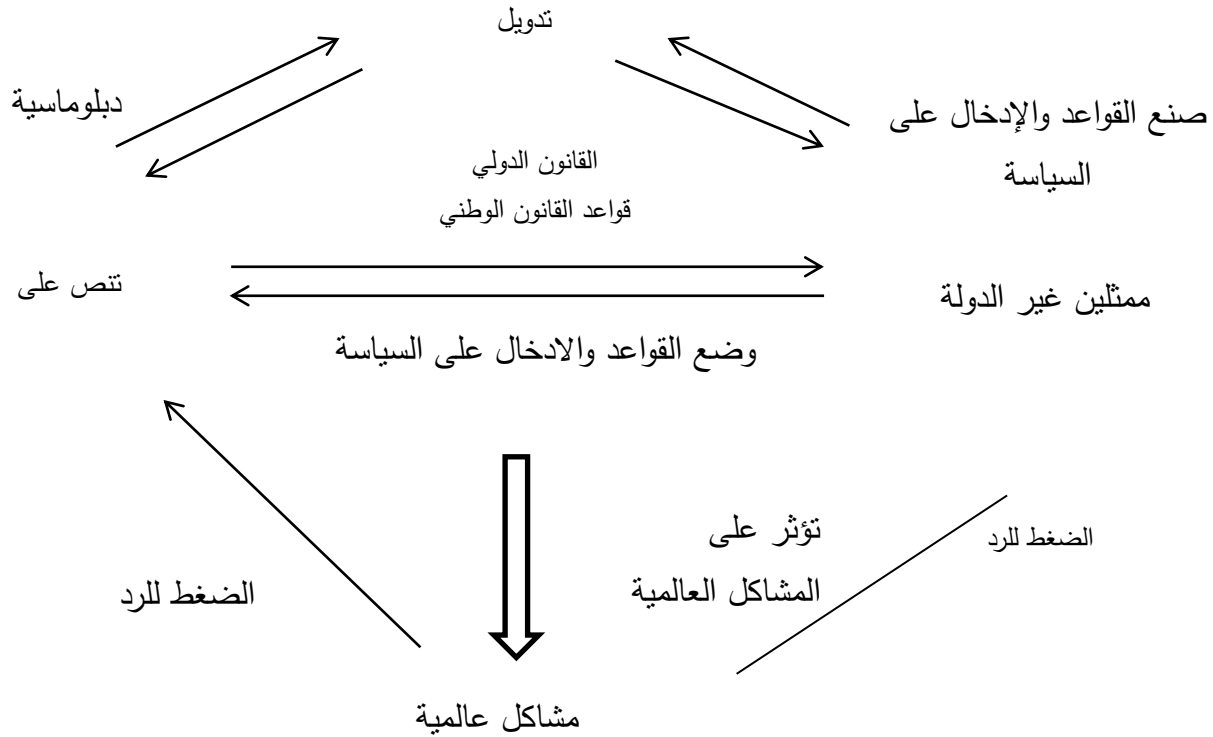 تدويل
دبلوماسية
صنع القواعد والإدخال على
السياسة
القانون الدولي
قواعد القانون الوطني
تنص على
ممثلين غير الدولة
وضع القواعد والادخال على السياسة
تؤثر على
المشاكل العالمية
الضغط للرد
الضغط للرد
مشاكل عالمية